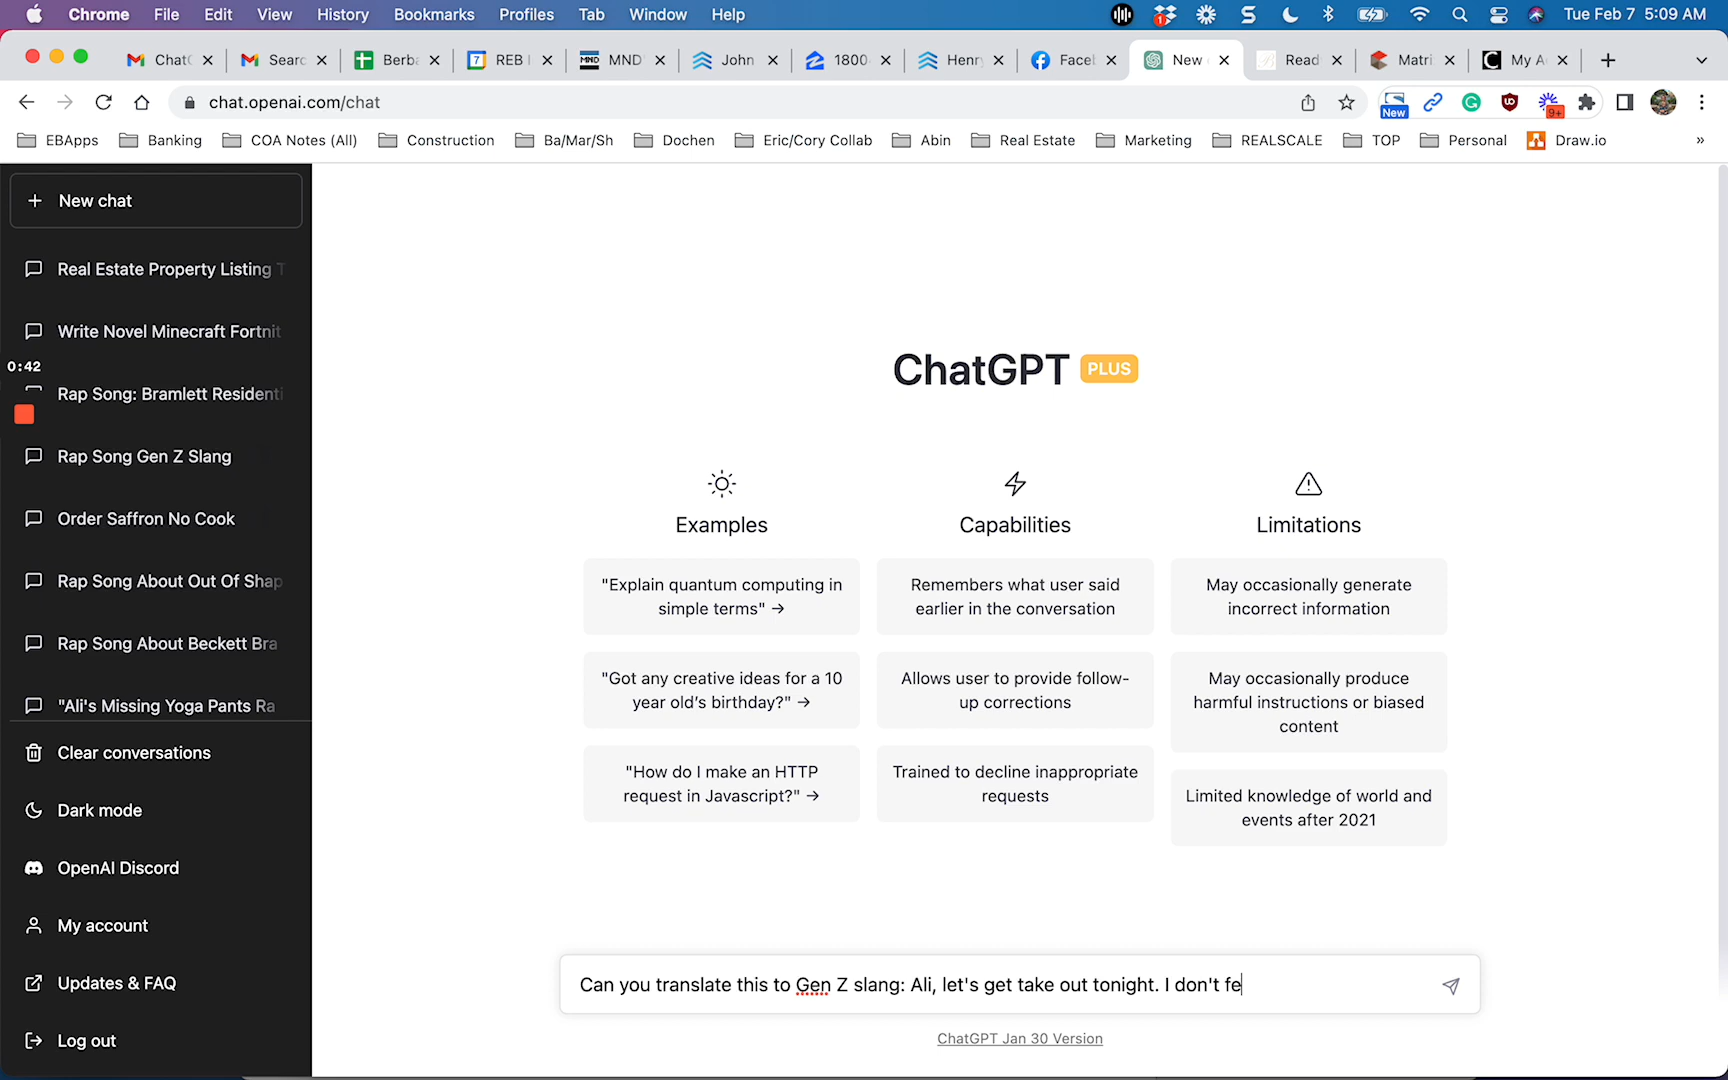 Chrome File Edit View History Bookmarks Profiles Tab Window Help Tue Feb 7 5:09 AM
ChatG Searc Berba REB I MND John 1800 Henry Facel New Read Matri My A
chat.openai.com/chat New 9+
EBApps Banking COA Notes (All) Construction Ba/Mar/Sh Dochen Eric/Cory Collab Abin Real Estate Marketing REALSCALE TOP Personal Draw.io »
New chat
Real Estate Property Listing T
Write Novel Minecraft Fortnit
0:42
Rap Song: Bramlett Residenti
Rap Song Gen Z Slang
Order Saffron No Cook
Rap Song About Out Of Shap
Rap Song About Beckett Bra
"Ali's Missing Yoga Pants Ra
Clear conversations
Dark mode
OpenAI Discord
My account
Updates & FAQ
Log out
ChatGPT PLUS
Examples
"Explain quantum computing in
simple terms" →
"Got any creative ideas for a 10
year old's birthday?" →
"How do I make an HTTP
request in Javascript?" →
Capabilities
Remembers what user said
earlier in the conversation
Allows user to provide follow-
up corrections
Trained to decline inappropriate
requests
Limitations
May occasionally generate
incorrect information
May occasionally produce
harmful instructions or biased
content
Limited knowledge of world and
events after 2021
Can you translate this to Gen Z slang: Ali, let's get take out tonight. I don't fe
ChatGPT Jan 30 Version